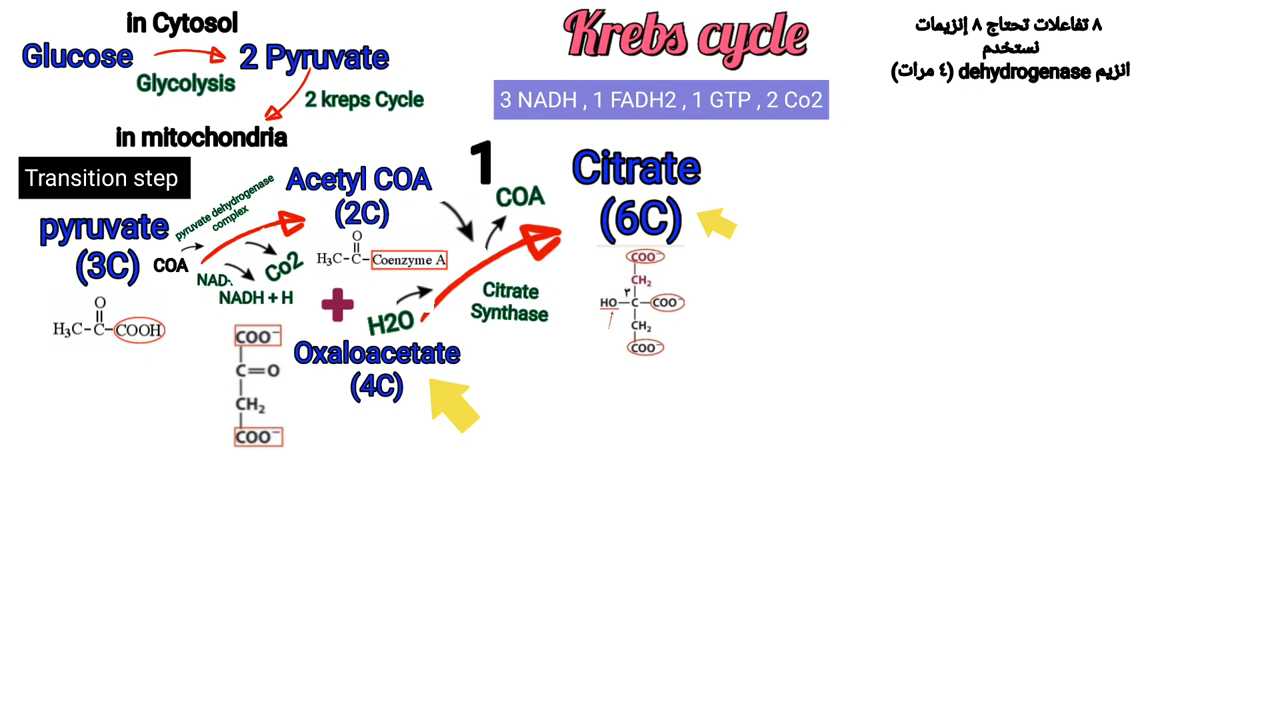 in Cytosol
Glucose
2 Pyruvate
Glycolysis
2 kreps Cycle
in mitochondria
Krebs cycle
3 NADH , 1 FADH2 , 1 GTP , 2 Co2
٨ تفاعلات تحتاج ٨ إنزيمات
نستخدم
انزيم dehydrogenase (٤ مرات)
Transition step
pyruvate
(3C)
pyruvate dehydrogenase
complex
COA
NAD
NADH + H
Co2
O
H₃C-C-COOH
Acetyl COA
(2C)
O
H₃C-C-Coenzyme A
+
H2O
Oxaloacetate
(4C)
COO⁻
C=O
CH₂
COO⁻
1
COA
Citrate
Synthase
Citrate
(6C)
COO⁻
CH₂
٣
HO-C-COO⁻
CH₂
COO⁻